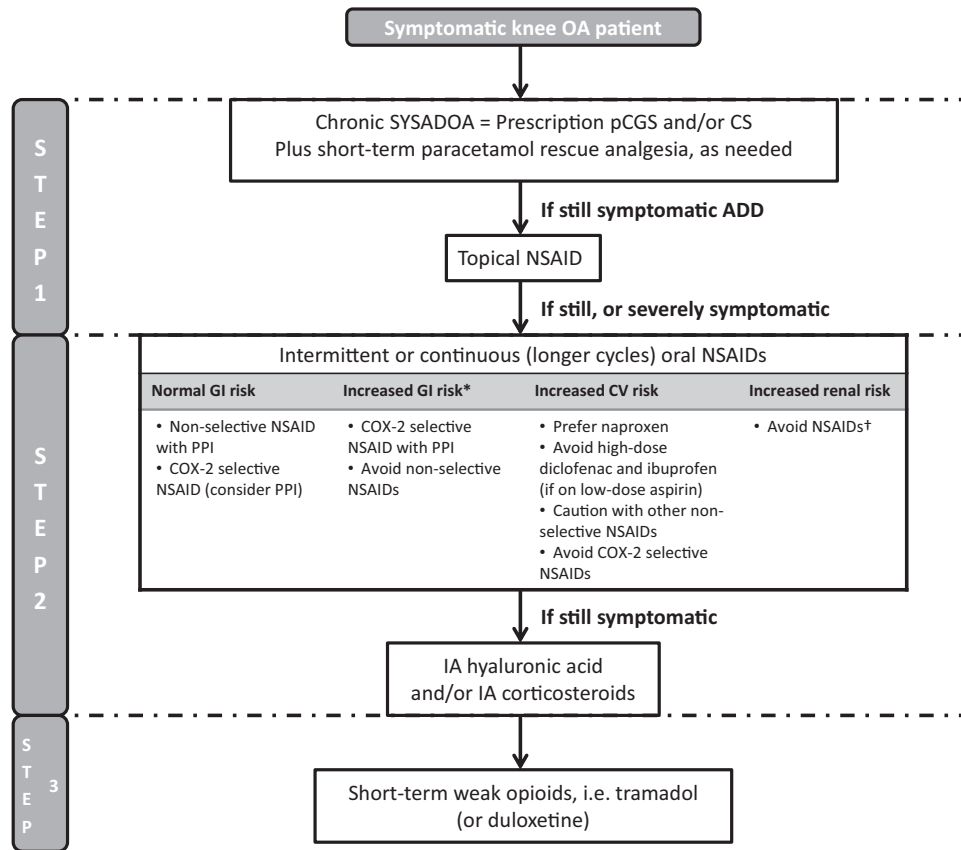 Symptomatic knee OA patient
STEP 1
Chronic SYSADOA = Prescription pCGS and/or CS
Plus short-term paracetamol rescue analgesia, as needed
If still symptomatic ADD
Topical NSAID
If still, or severely symptomatic
STEP 2
Intermittent or continuous (longer cycles) oral NSAIDs
Normal GI risk
• Non-selective NSAID
with PPI
• COX-2 selective
NSAID (consider PPI)
Increased GI risk*
• COX-2 selective
NSAID with PPI
• Avoid non-selective
NSAIDs
Increased CV risk
• Prefer naproxen
• Avoid high-dose
diclofenac and ibuprofen
(if on low-dose aspirin)
• Caution with other non-
selective NSAIDs
• Avoid COX-2 selective
NSAIDs
Increased renal risk
• Avoid NSAIDs†
If still symptomatic
IA hyaluronic acid
and/or IA corticosteroids
STEP 3
Short-term weak opioids, i.e. tramadol
(or duloxetine)